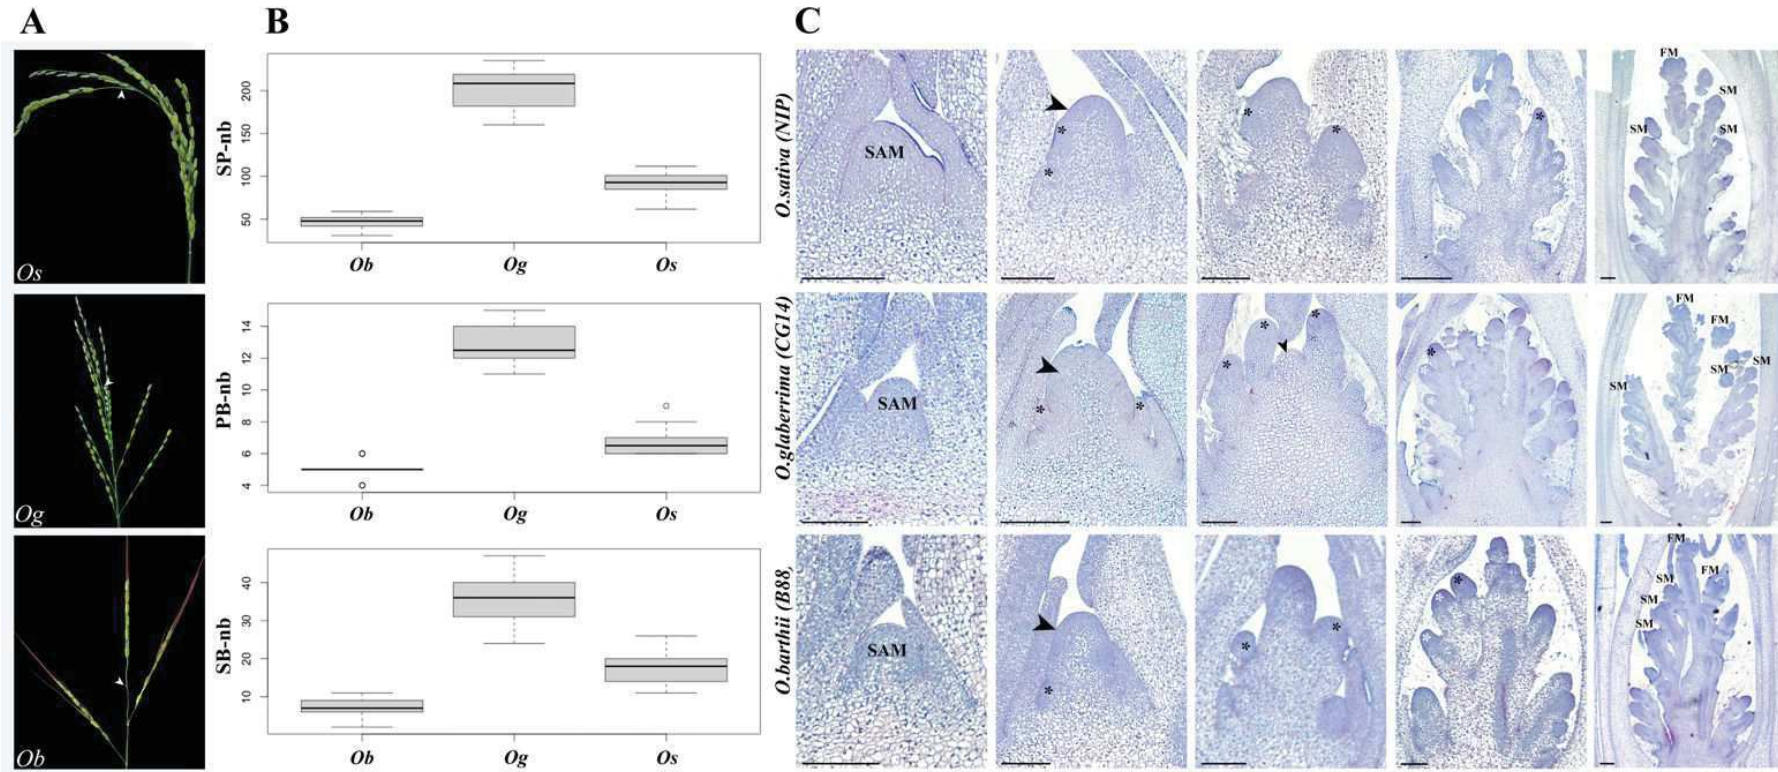 A
B
C
Os
Og
Ob
SP-nb
200
150
100
50
Ob Og Os
PB-nb
14
12
10
8
6
4
Ob Og Os
SB-nb
40
30
20
10
Ob Og Os
O.sativa (NIP)
SAM
*
*
*
*
*
FM
SM
SM
SM
O.glaberrima (CG14)
SAM
*
*
*
*
*
*
FM
FM
SM
SM
SM
O.barthii (B88)
SAM
*
*
*
*
*
*
FM
FM
SM
SM
SM